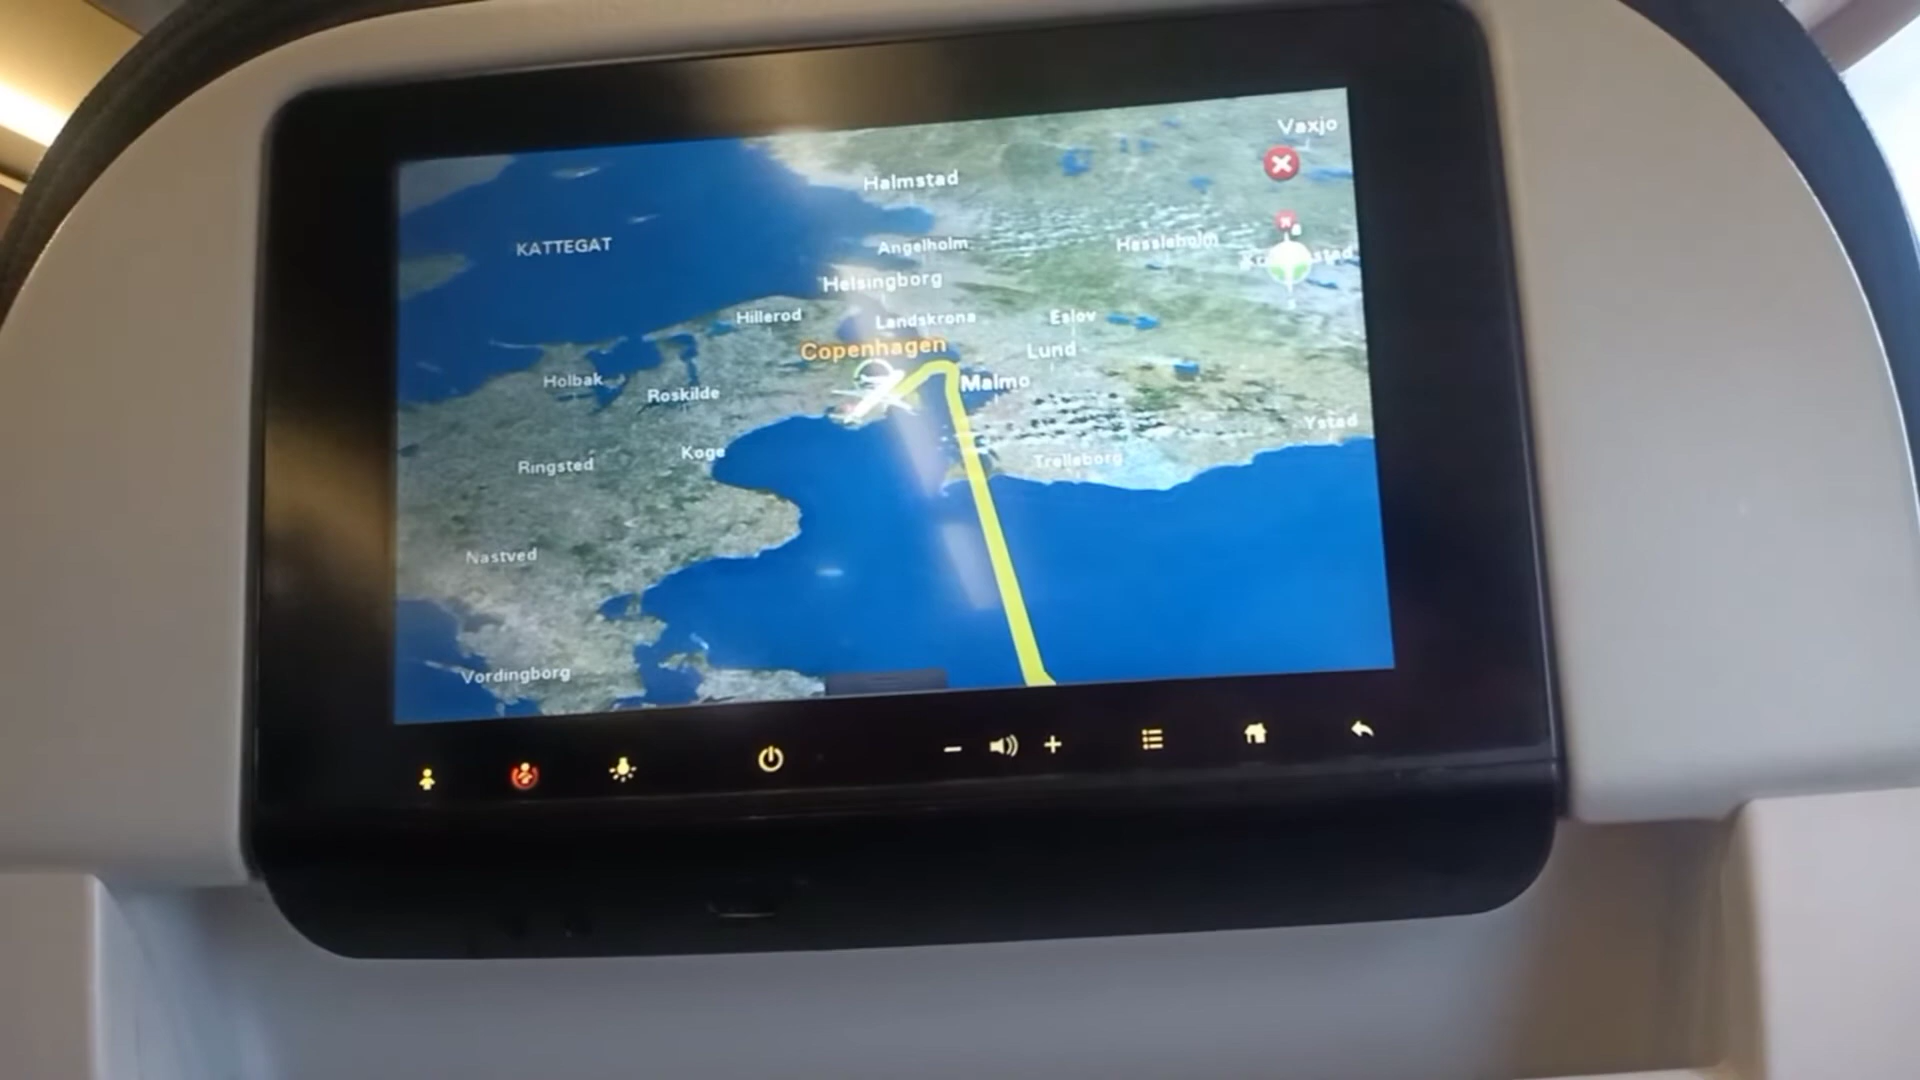 Vaxjo
Halmstad
KATTEGAT
Angelholm
Hassleholm
Helsingborg
Hillerod
Landskrona
Eslov
Copenhagen
Lund
Holbak
Roskilde
Malmo
Ystad
Koge
Ringsted
Trelleborg
Nastved
Vordingborg